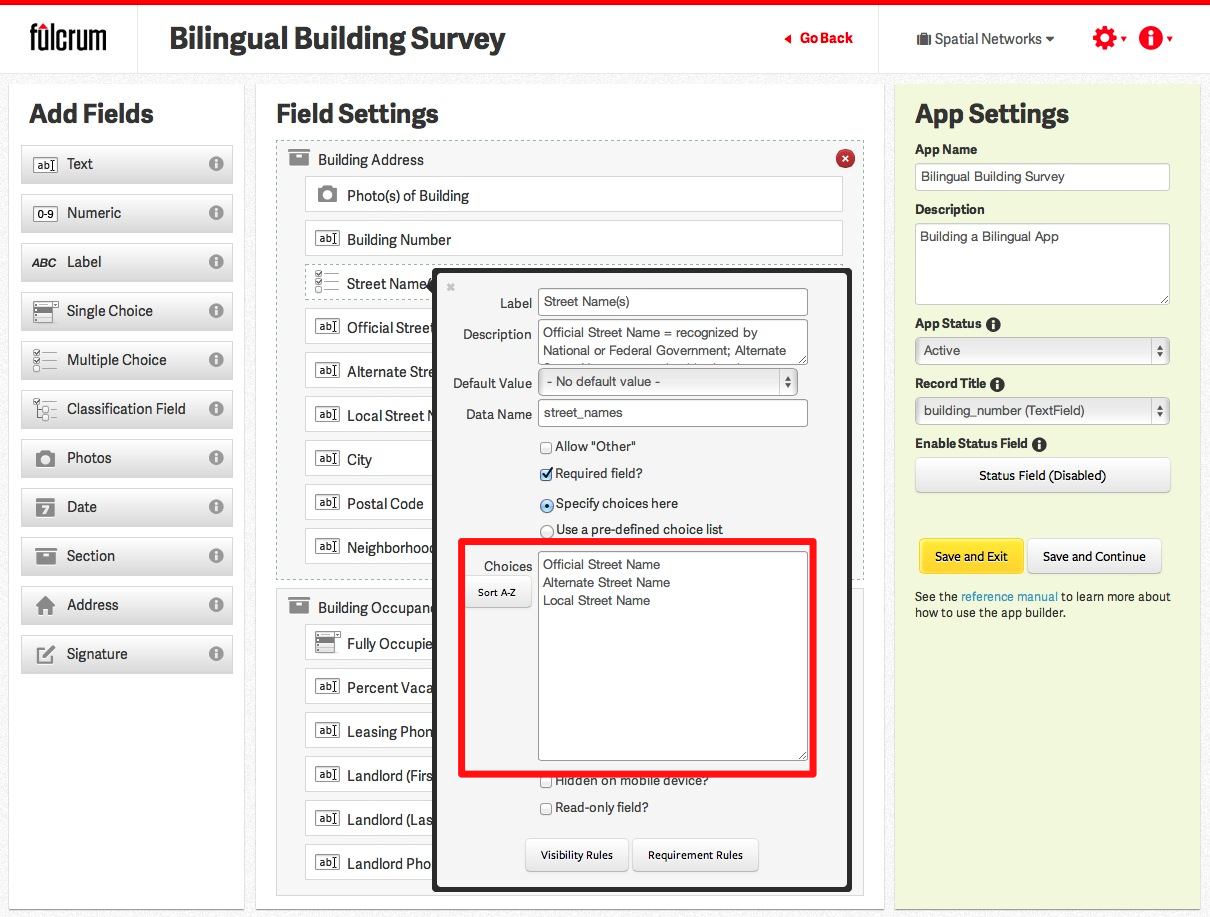 fulcrum
Bilingual Building Survey
Go Back
Spatial Networks
Add Fields
Text
Numeric
Label
Single Choice
Multiple Choice
Classification Field
Photos
Date
Section
Address
Signature
Field Settings
Building Address
Photo(s) of Building
Building Number
Street Name(
Official Street
Alternate Stre
Local Street N
City
Postal Code
Neighborhood
Building Occupan
Fully Occupie
Percent Vaca
Leasing Phon
Landlord (Firs
Landlord (Las
Landlord Pho
Label
Street Name(s)
Description
Official Street Name = recognized by
National or Federal Government; Alternate
Default Value
- No default value -
Data Name
street_names
Allow "Other"
Required field?
Specify choices here
Use a pre-defined choice list
Choices
Sort A-Z
Official Street Name
Alternate Street Name
Local Street Name
Hidden on mobile device?
Read-only field?
Visibility Rules
Requirement Rules
App Settings
App Name
Bilingual Building Survey
Description
Building a Bilingual App
App Status
Active
Record Title
building_number (TextField)
Enable Status Field
Status Field (Disabled)
Save and Exit
Save and Continue
See the reference manual to learn more about
how to use the app builder.